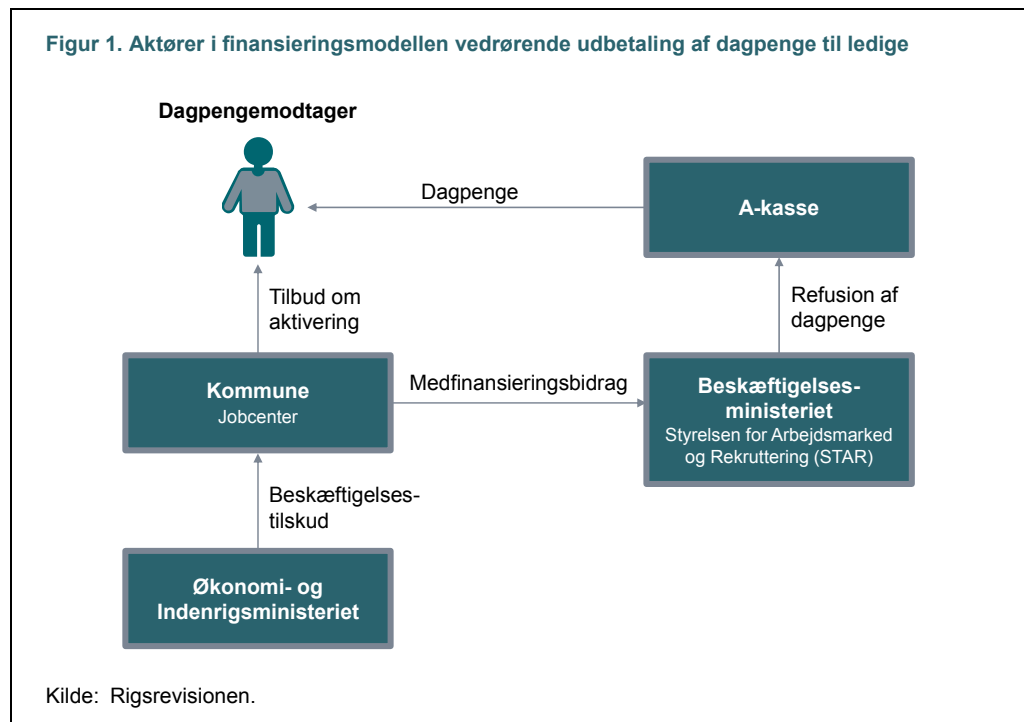 Figur 1. Aktører i finansieringsmodellen vedrørende udbetaling af dagpenge til ledige
Dagpengemodtager
Dagpenge
A-kasse
Tilbud om
aktivering
Refusion af
dagpenge
Kommune
Jobcenter
Medfinansieringsbidrag
Beskæftigelses-
ministeriet
Styrelsen for Arbejdsmarked
og Rekruttering (STAR)
Beskæftigelses-
tilskud
Økonomi- og
Indenrigsministeriet
Kilde: Rigsrevisionen.